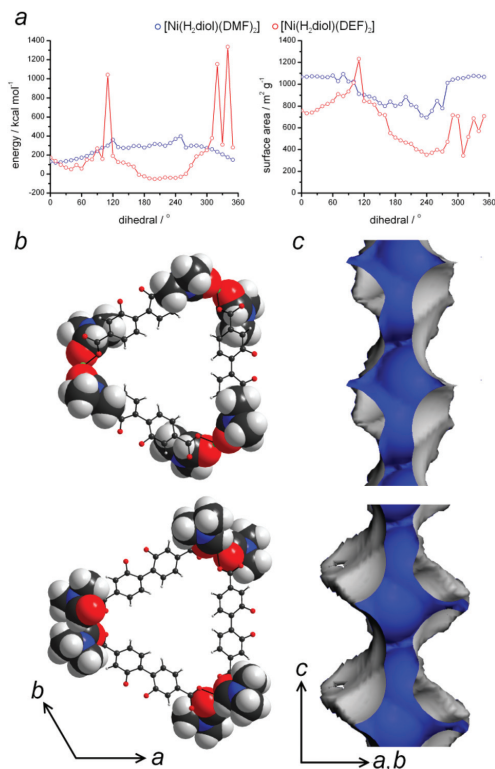 a
[Ni(H2diol)(DMF)2] [Ni(H2diol)(DEF)2]
1400
1200
1000
800
600
400
200
0
-200
energy / kcal mol-1
0 60 120 180 240 300 360
dihedral / °
1400
1200
1000
800
600
400
200
0
surface area / m2 g-1
0 60 120 180 240 300 360
dihedral / °
b
c
b
a
c
a,b